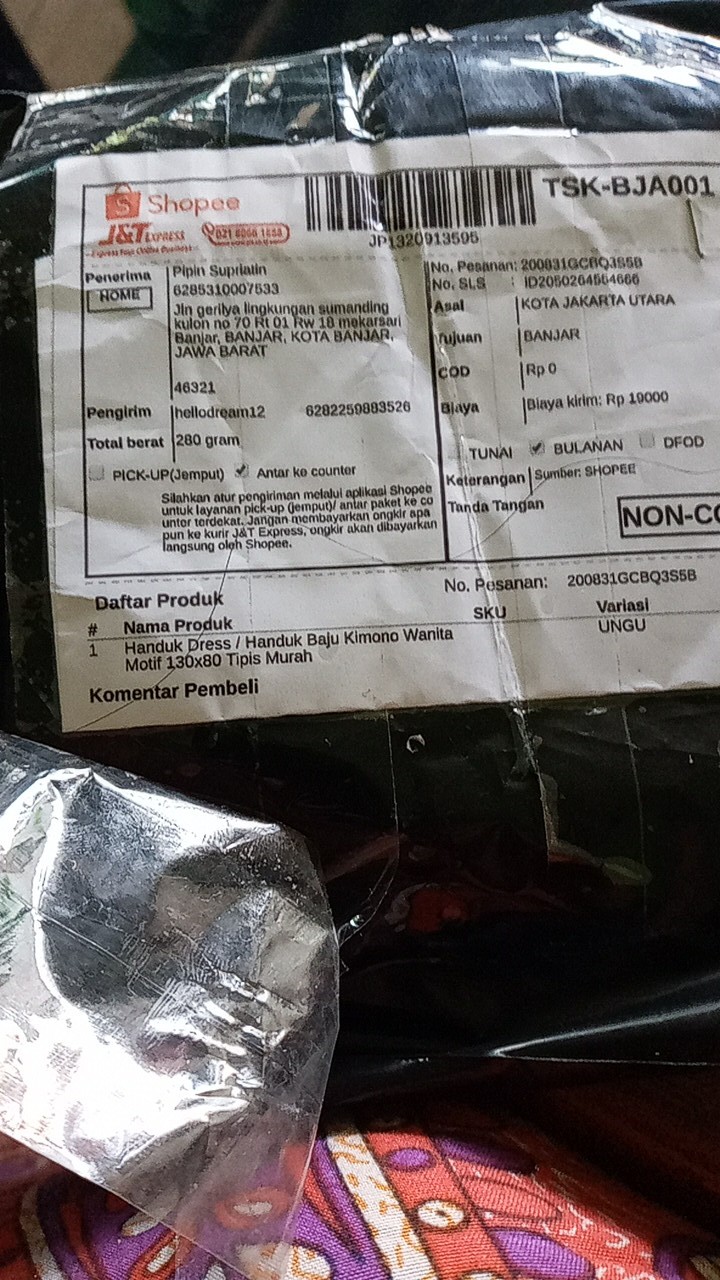 Shopee
J&T EXPRESS 021 8066 1888
Express Your Online Business
TSK-BJA001
JP1320913595
Penerima Pipin Supriatin
HOME 6285310007533
Jln gerilya lingkungan sumanding
kulon no 70 Rt 01 Rw 18 mekarsari
Banjar, BANJAR, KOTA BANJAR,
JAWA BARAT
46321
Pengirim hellodream12 6282259883526
Total berat 280 gram
PICK-UP(Jemput) Antar ke counter
Silahkan atur pengiriman melalui aplikasi Shopee
untuk layanan pick-up (jemput)/ antar paket ke co
unter terdekat. Jangan membayarkan ongkir apa
pun ke kurir J&T Express, ongkir akan dibayarkan
langsung oleh Shopee.
No. Pesanan: 200831GCBQ3S5B
No. SLS : ID2050264554666
Asal KOTA JAKARTA UTARA
Tujuan BANJAR
COD Rp 0
Biaya Biaya kirim: Rp 19000
TUNAI BULANAN DFOD
Keterangan Sumber: SHOPEE
Tanda Tangan
NON-CO
No. Pesanan: 200831GCBQ3S5B
Daftar Produk
# Nama Produk SKU Variasi
1 Handuk Dress / Handuk Baju Kimono Wanita UNGU
Motif 130x80 Tipis Murah
Komentar Pembeli